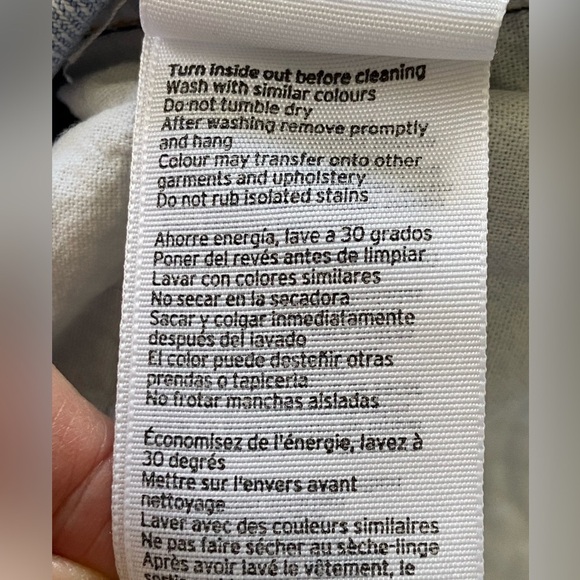 Turn inside out before cleaning
Wash with similar colours
Do not tumble dry
After washing remove promptly
and hang
Colour may transfer onto other
garments and upholstery
Do not rub isolated stains
Ahorre energía, lave a 30 grados
Poner del revés antes de limpiar
Lavar con colores similares
No secar en la secadora
Sacar y colgar inmediatamente
después del lavado
El color puede desteñir otras
prendas o tapicería
No frotar manchas aisladas
Économisez de l'énergie, lavez à
30 degrés
Mettre sur l'envers avant
nettoyage
Laver avec des couleurs similaires
Ne pas faire sécher au sèche-linge
Après avoir lavé le vêtement, le